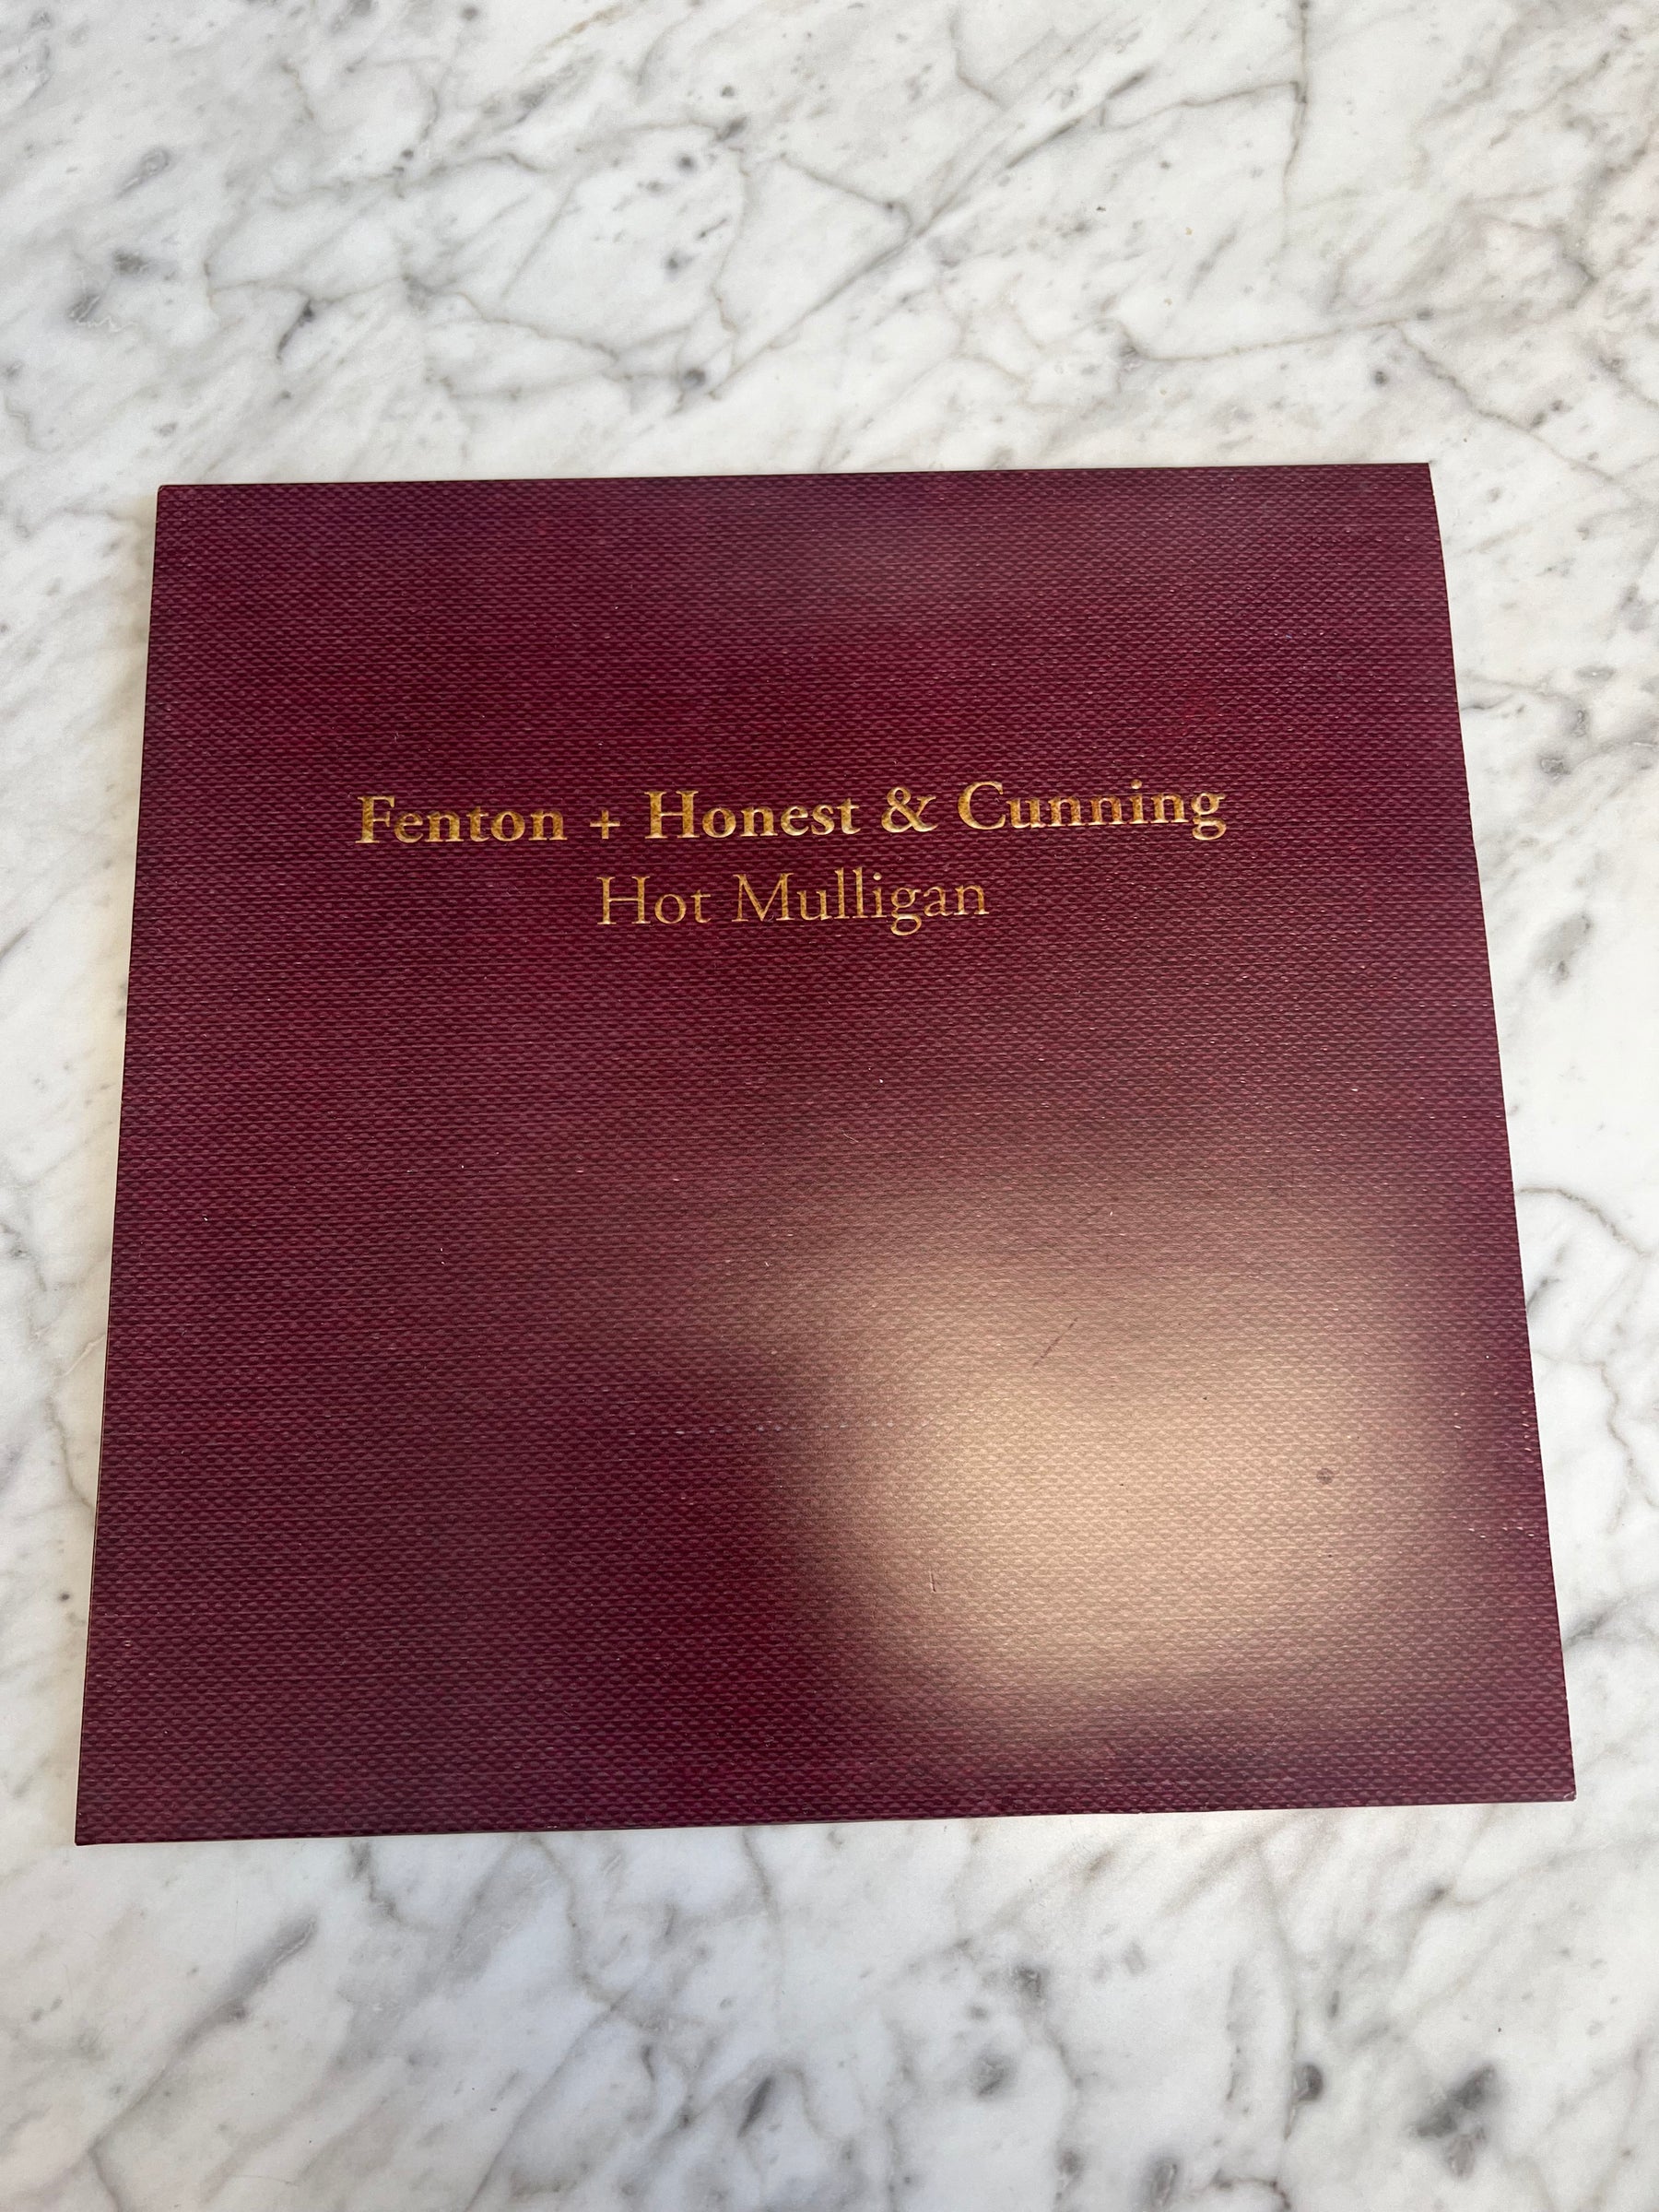 Fenton + Honest & Cunning
Hot Mulligan